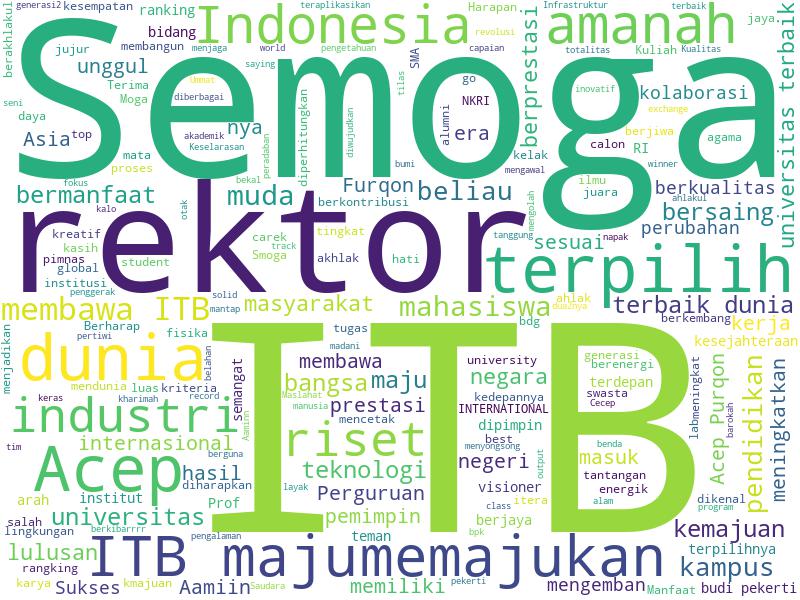 generasi2 kesempatan ranking teraplikasikan Harapan Infrastruktur terbaik
berakhlakul bidang Indonesia amanah jaya
jujur membangun menjaga world pengetahuan capaian revolusi totalitas Kuliah Kualitas
Semoga
unggul Terima Moga Ummat saying SMA tilas go kolaborasi
seni daya diberbagai peradaban diperhitungkan diwujudkan NKRI alumni berprestasi inovatif exchange universitas terbaik
Asia top nya akademik Keselarasan era calon berjiwa RI agama
mata proses bekal bumi mengawal kelak winner
fokus bermanfaat muda Furqon beliau ilmu juara berkualitas
rektor
kalo otak berkontribusi mengolah ahlakul bersaing
kreatif kasih pimnas carek track tingkat tanggung napak sesuai perubahan
global student Smoga akhlak hati terpilih
institusi penggerak
membawa ITB solid mantap masyarakat mahasiswa ahlak dua2nya terbaik dunia
menjadikan Berharap pertiwi fisika tugas madani bdg berkembang kerja kesejahteraan
ITB
dunia belahan membawa university negara generasi berenergi
mendunia luas kriteria semangat bangsa maju kedepannya terdepan labmeningkat
keras kharimah record Maslahat manusia prestasi INTERNATIONAL swasta Cecep Acep Purqon barokah pendidikan meningkatkan
industri Aamiin mencetak dipimpin
internasional riset best menyongsong benda
tim Acep berguna hasil teknologi negeri output masuk
diharapkan layak tantangan
arah institut Prof Perguruan visioner energik
class itera alam dikenal program
salah universitas pemimpin berjaya kemajuan
lingkungan berkibarrrr pengalaman teman bpk
lulusan ITB majumemajukan terpilihnya
rangking kampus
karya Sukses kmajuan Aamiin Saudara memiliki pekerti mengemban Manfaat budi pekerti